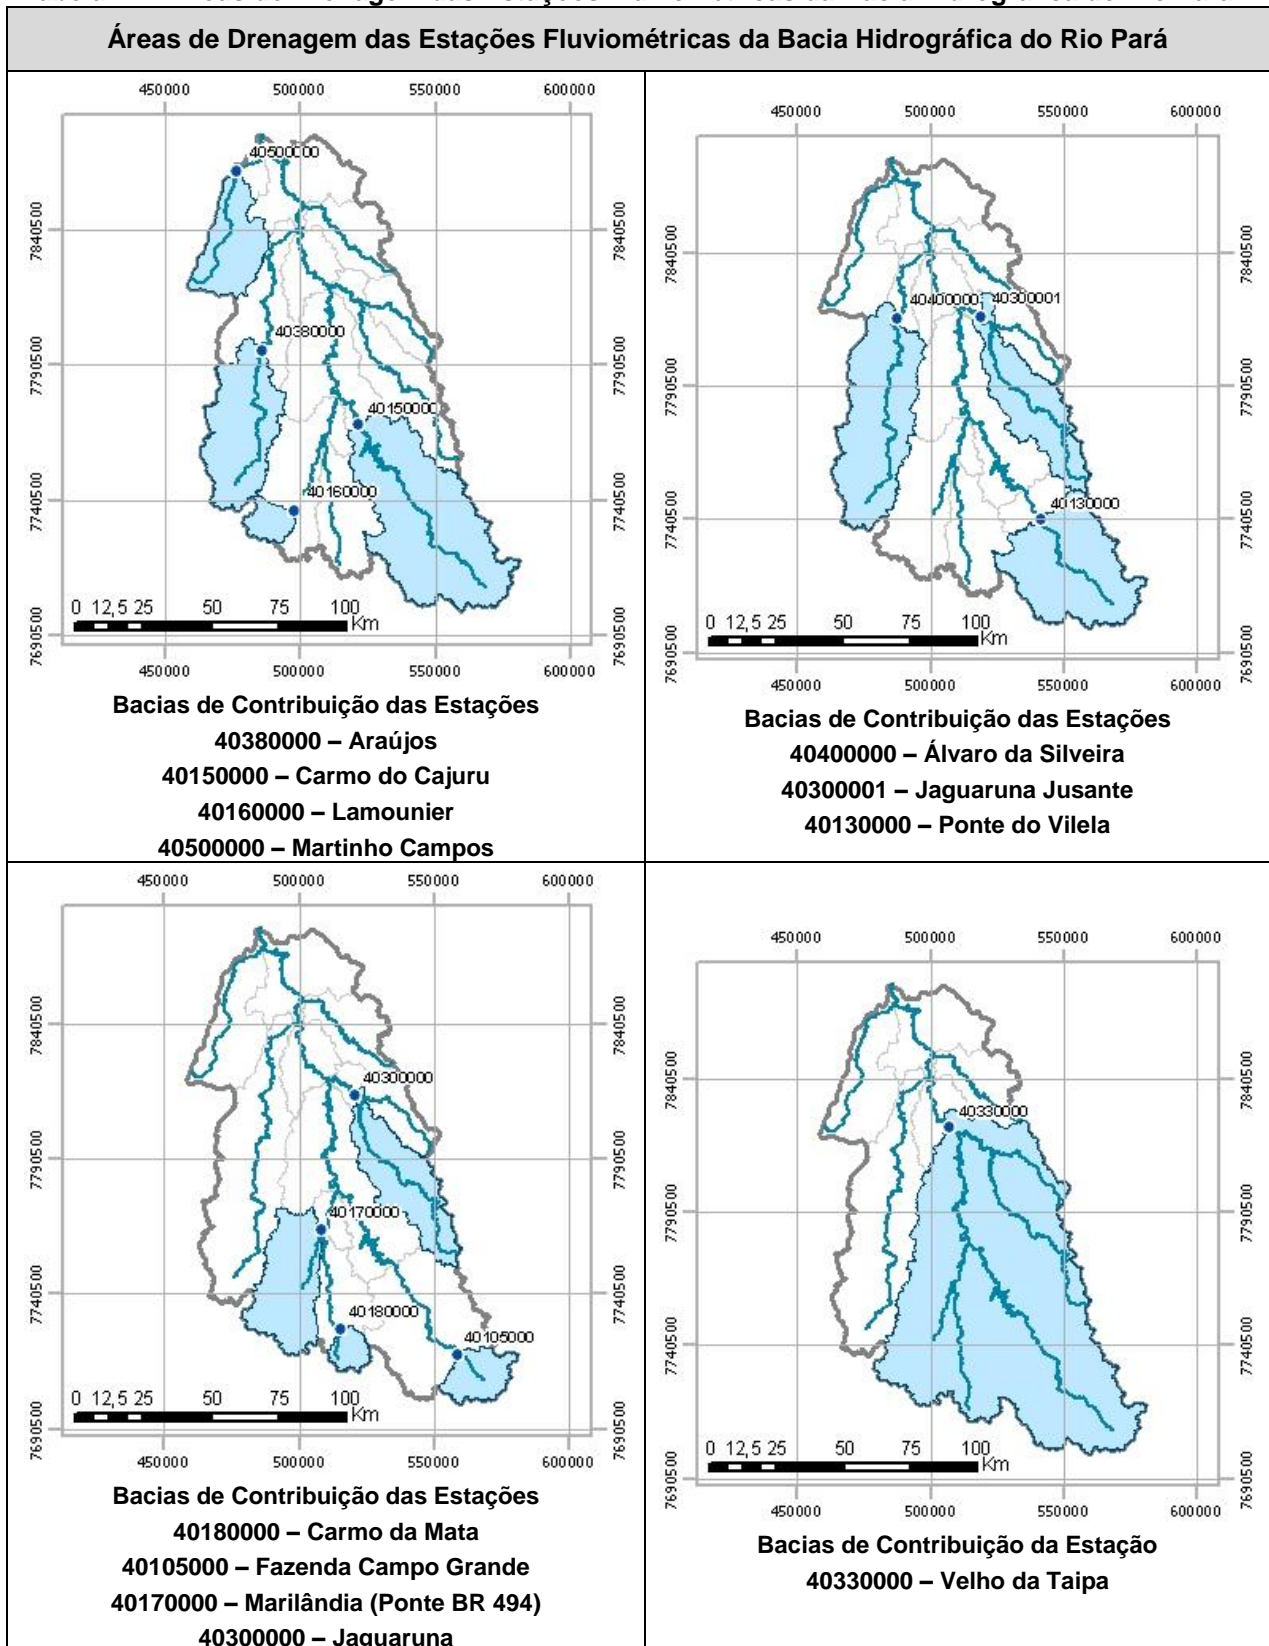 Áreas de Drenagem das Estações Fluviométricas da Bacia Hidrográfica do Rio Pará
450000 500000 550000 600000
40500000
7840500 7840500
40380000
7790500 7790500
40150000
40160000
7740500 7740500
0 12,5 25 50 75 100
Km
7690500 7690500
450000 500000 550000 600000
Bacias de Contribuição das Estações
40380000 – Araújos
40150000 – Carmo do Cajuru
40160000 – Lamounier
40500000 – Martinho Campos
450000 500000 550000 600000
7840500 7840500
40400000 40300001
7790500 7790500
40130000
7740500 7740500
0 12,5 25 50 75 100
Km
7690500 7690500
450000 500000 550000 600000
Bacias de Contribuição das Estações
40400000 – Álvaro da Silveira
40300001 – Jaguaruna Jusante
40130000 – Ponte do Vilela
450000 500000 550000 600000
7840500 7840500
40300000
7790500 7790500
40170000
7740500 7740500
40180000
40105000
0 12,5 25 50 75 100
Km
7690500 7690500
450000 500000 550000 600000
Bacias de Contribuição das Estações
40180000 – Carmo da Mata
40105000 – Fazenda Campo Grande
40170000 – Marilândia (Ponte BR 494)
40300000 – Jaguaruna
450000 500000 550000 600000
7840500 7840500
40330000
7790500 7790500
7740500 7740500
0 12,5 25 50 75 100
Km
7690500 7690500
450000 500000 550000 600000
Bacias de Contribuição da Estação
40330000 – Velho da Taipa